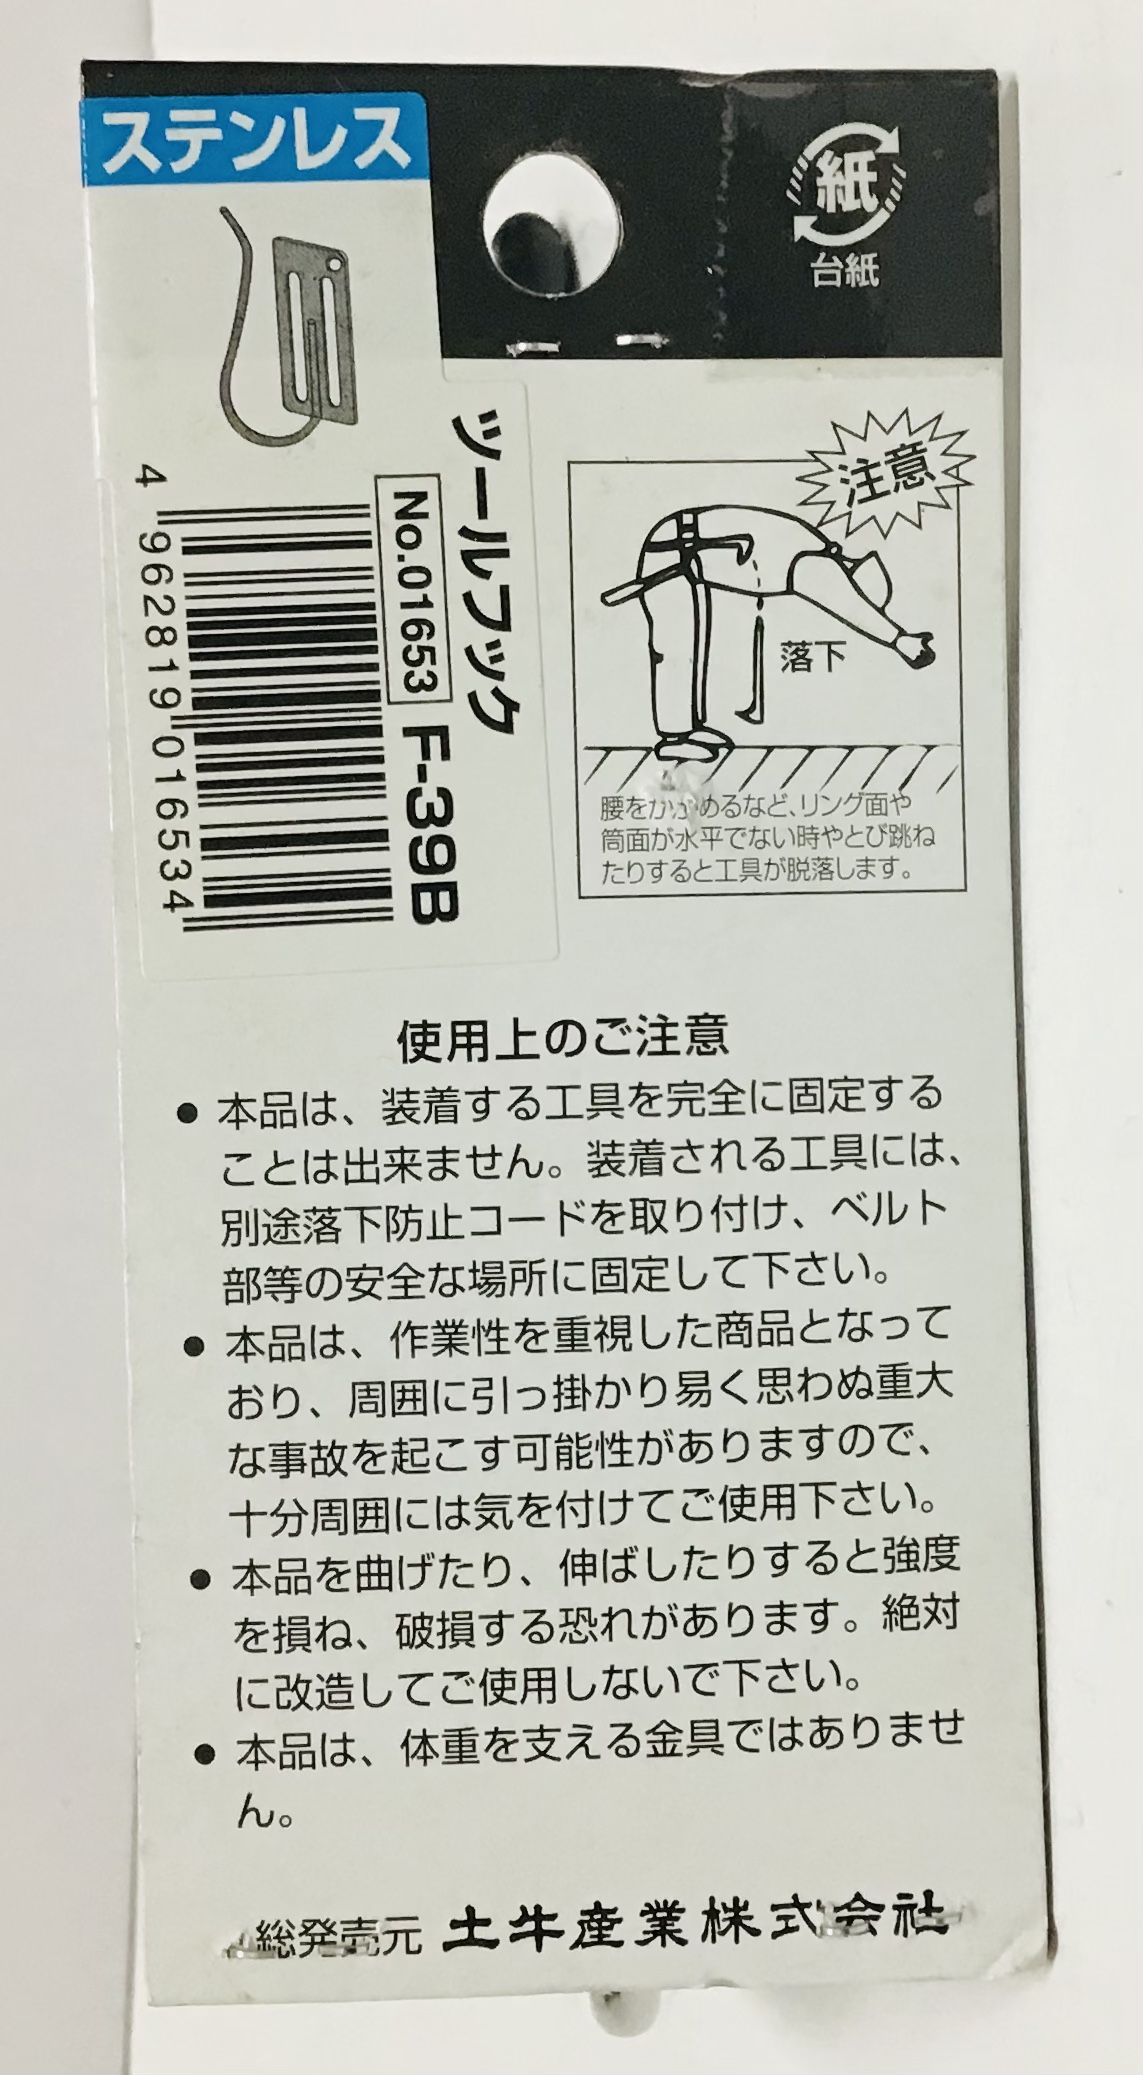 ステンレス
紙
台紙
ツールフック
No.01653 F-39B
4 962819 016534
注意
落下
腰をかがめるなど、リング面や
筒面が水平でない時やとび跳ね
たりすると工具が脱落します。
使用上のご注意
● 本品は、装着する工具を完全に固定する
ことは出来ません。装着される工具には、
別途落下防止コードを取り付け、ベルト
部等の安全な場所に固定して下さい。
● 本品は、作業性を重視した商品となって
おり、周囲に引っ掛かり易く思わぬ重大
な事故を起こす可能性がありますので、
十分周囲には気を付けてご使用下さい。
● 本品を曲げたり、伸ばしたりすると強度
を損ね、破損する恐れがあります。絶対
に改造してご使用しないで下さい。
● 本品は、体重を支える金具ではありませ
ん。
総発売元 土牛産業株式会社